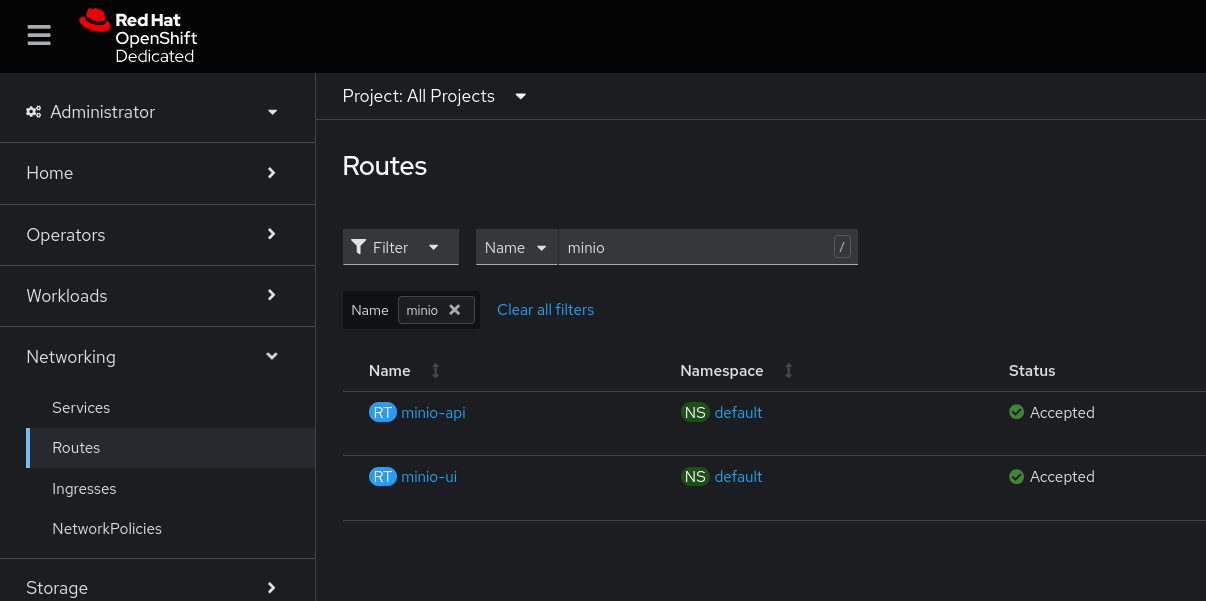 Red Hat
OpenShift
Dedicated
Administrator
Home
Operators
Workloads
Networking
Services
Routes
Ingresses
NetworkPolicies
Storage
Project: All Projects
Routes
Filter Name minio /
Name minio Clear all filters
Name Namespace Status
RT minio-api NS default Accepted
RT minio-ui NS default Accepted